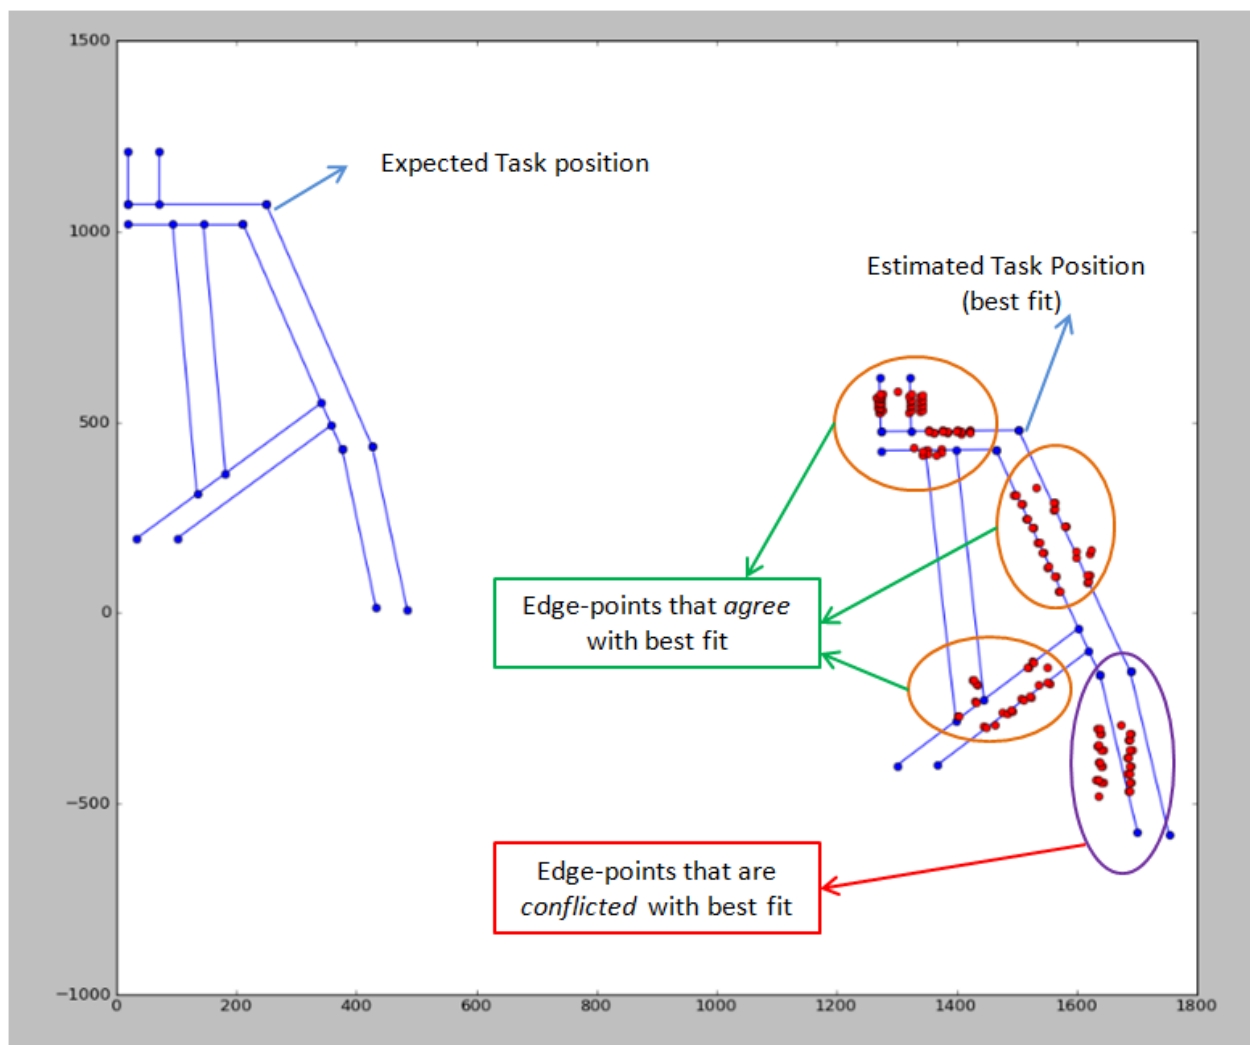 1500
Expected Task position
1000
Estimated Task Position
(best fit)
500
Edge-points that agree
with best fit
0
−500
Edge-points that are
conflicted with best fit
−1000
0
200
400
600
800
1000
1200
1400
1600
1800